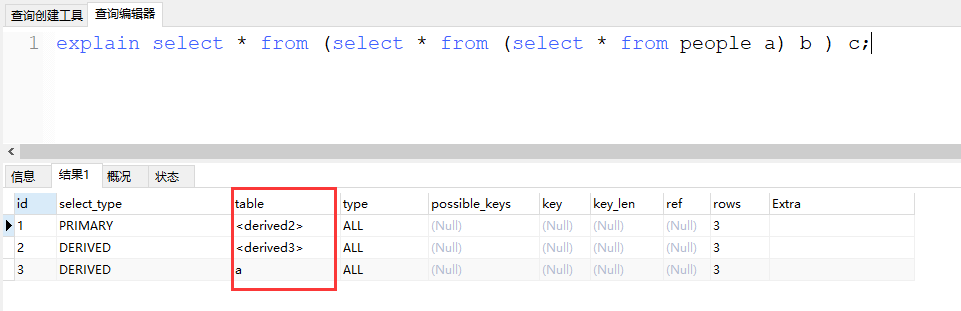 查询创建工具 查询编辑器
1 explain select * from (select * from (select * from people a) b ) c;
信息 结果1 概况 状态
id select_type table type possible_keys key key_len ref rows Extra
1 PRIMARY <derived2> ALL (Null) (Null) (Null) (Null) 3
2 DERIVED <derived3> ALL (Null) (Null) (Null) (Null) 3
3 DERIVED a ALL (Null) (Null) (Null) (Null) 3